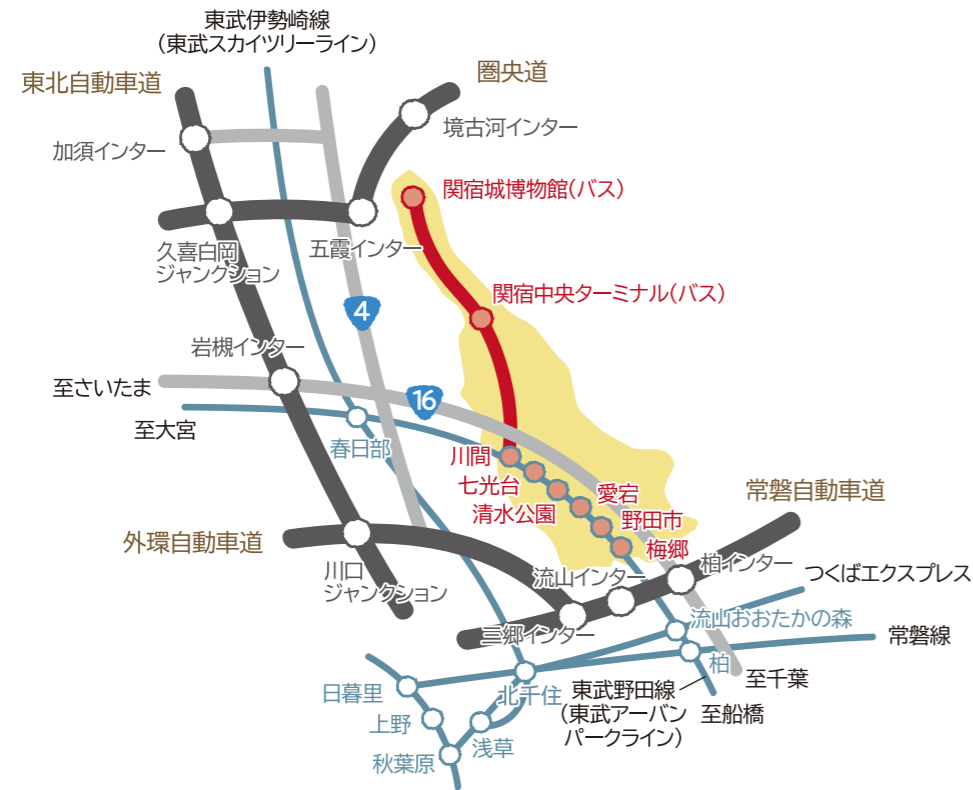 東武伊勢崎線
（東武スカイツリーライン）
東北自動車道
圏央道
加須インター
境古河インター
関宿城博物館（バス）
久喜白岡
ジャンクション
五霞インター
関宿中央ターミナル（バス）
4
岩槻インター
至さいたま
16
至大宮
春日部
川間
七光台
清水公園
愛宕
野田市
梅郷
常磐自動車道
外環自動車道
川口
ジャンクション
流山インター
柏インター
つくばエクスプレス
三郷インター
流山おおたかの森
常磐線
柏
至千葉
日暮里
北千住
東武野田線
（東武アーバン
パークライン）
至船橋
上野
浅草
秋葉原